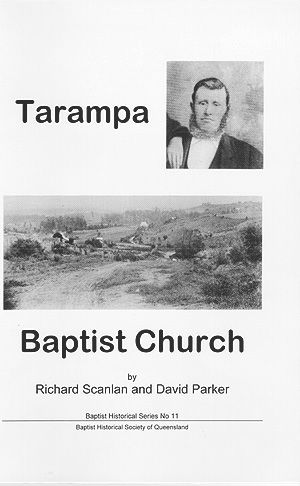 Tarampa
Baptist Church
by
Richard Scanlan and David Parker
Baptist Historical Series No 11
Baptist Historical Society of Queensland